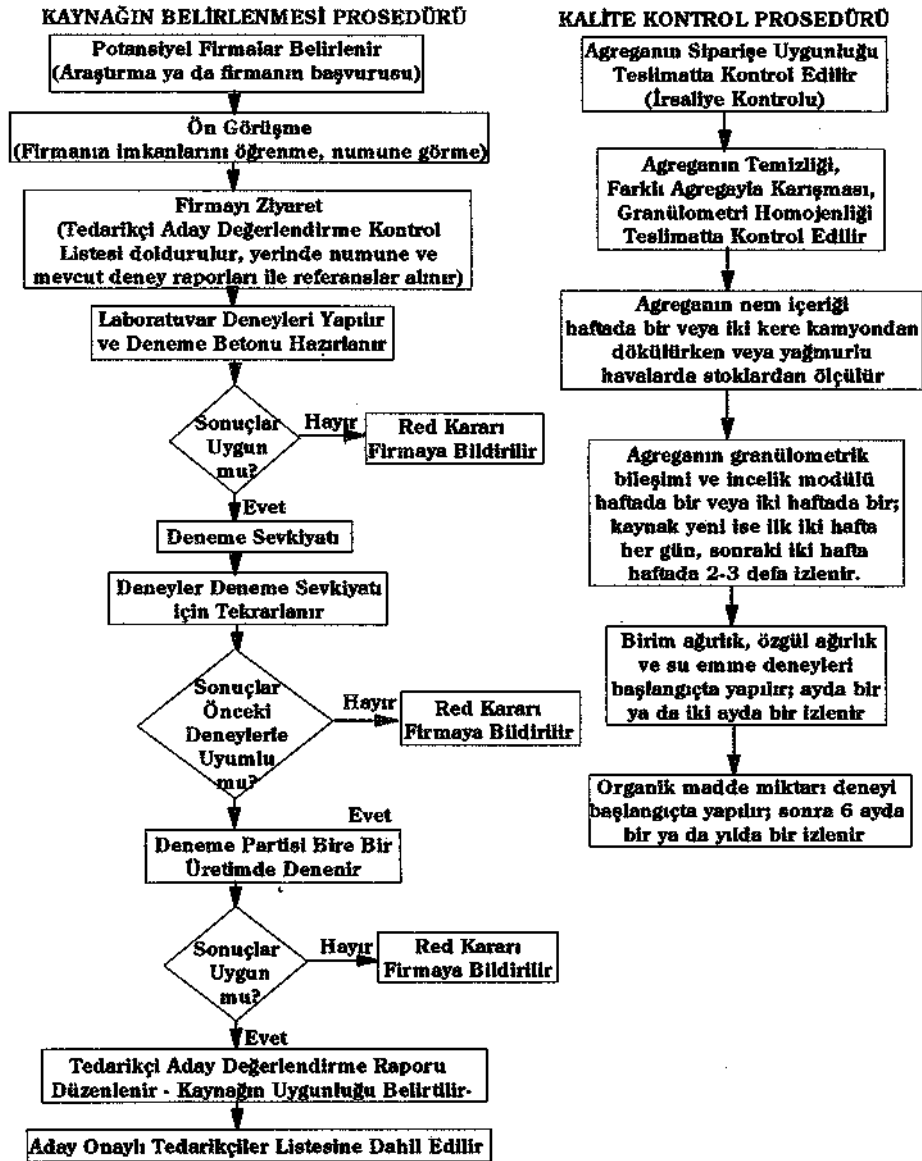 KAYNAĞIN BELİRLENMESİ PROSEDÜRÜ
Potansiyel Firmalar Belirlenir
(Araştırma ya da firmanın başvurusu)
Ön Görüşme
(Firmanın imkanlarını öğrenme, numune görme)
Firmayı Ziyaret
(Tedarikçi Aday Değerlendirme Kontrol
Listesi doldurulur, yerinde numune ve
mevcut deney raporları ile referanslar alınır)
Laboratuvar Deneyleri Yapılır
ve Deneme Betonu Hazırlanır
Sonuçlar
Uygun
mu?
Hayır
Red Kararı
Firmaya Bildirilir
Evet
Deneme Sevkiyatı
Deneyler Deneme Sevkiyatı
için Tekrarlanır
Sonuçlar
Önceki
Deneylerle
Uyumlu
mu?
Hayır
Red Kararı
Firmaya Bildirilir
Evet
Deneme Partisi Bire Bir
Üretimde Denenir
Sonuçlar
Uygun
mu?
Hayır
Red Kararı
Firmaya Bildirilir
Evet
Tedarikçi Aday Değerlendirme Raporu
Düzenlenir - Kaynağın Uygunluğu Belirtilir-
Aday Onaylı Tedarikçiler Listesine Dahil Edilir
KALİTE KONTROL PROSEDÜRÜ
Agreganın Siparişe Uygunluğu
Teslimatta Kontrol Edilir
(İrsaliye Kontrolu)
Agreganın Temizliği,
Farklı Agregayla Karışması,
Granülometri Homojenliği
Teslimatta Kontrol Edilir
Agreganın nem içeriği
haftada bir veya iki kere kamyondan
dökülürken veya yağmurlu
havalarda stoklardan ölçülür
Agreganın granülometrik
bileşimi ve incelik modülü
haftada bir veya iki haftada bir;
kaynak yeni ise ilk iki hafta
her gün, sonraki iki hafta
haftada 2-3 defa izlenir.
Birim ağırlık, özgül ağırlık
ve su emme deneyleri
başlangıçta yapılır; ayda bir
ya da iki ayda bir izlenir
Organik madde miktarı deneyi
başlangıçta yapılır; sonra 6 ayda
bir ya da yılda bir izlenir